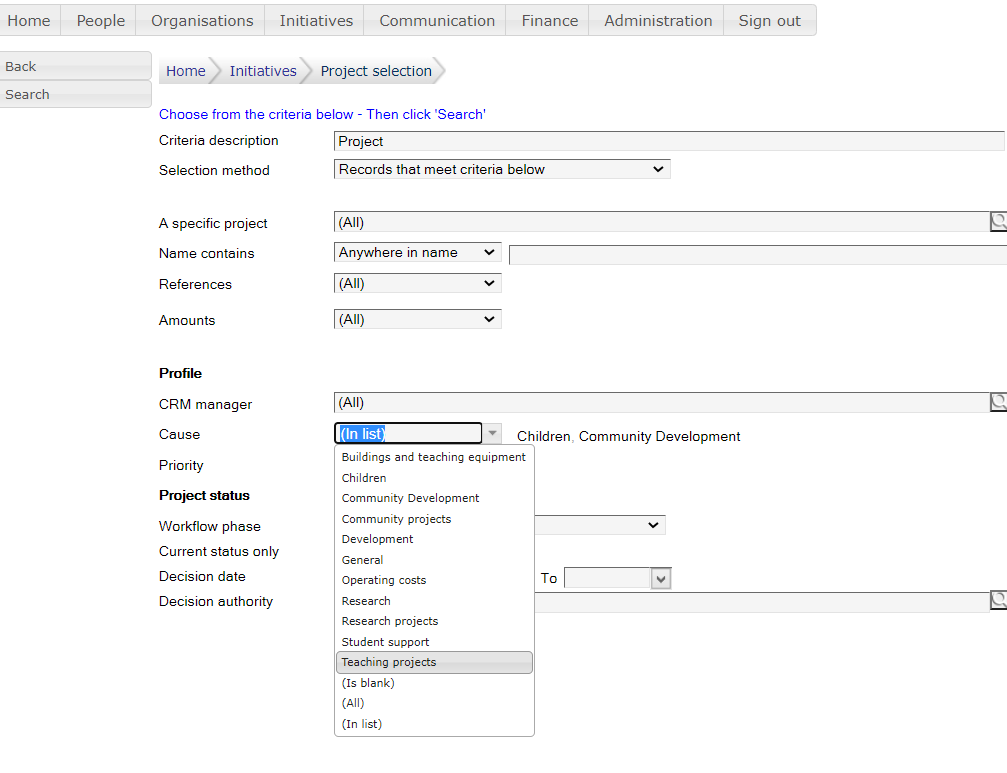 Home People Organisations Initiatives Communication Finance Administration Sign out
Back
Search
Home Initiatives Project selection
Choose from the criteria below - Then click 'Search'
Criteria description Project
Selection method Records that meet criteria below
A specific project (All)
Name contains Anywhere in name
References (All)
Amounts (All)
Profile
CRM manager (All)
Cause (In list) Children, Community Development
Priority
Project status
Workflow phase
Current status only
Decision date To
Decision authority
Buildings and teaching equipment
Children
Community Development
Community projects
Development
General
Operating costs
Research
Research projects
Student support
Teaching projects
(Is blank)
(All)
(In list)